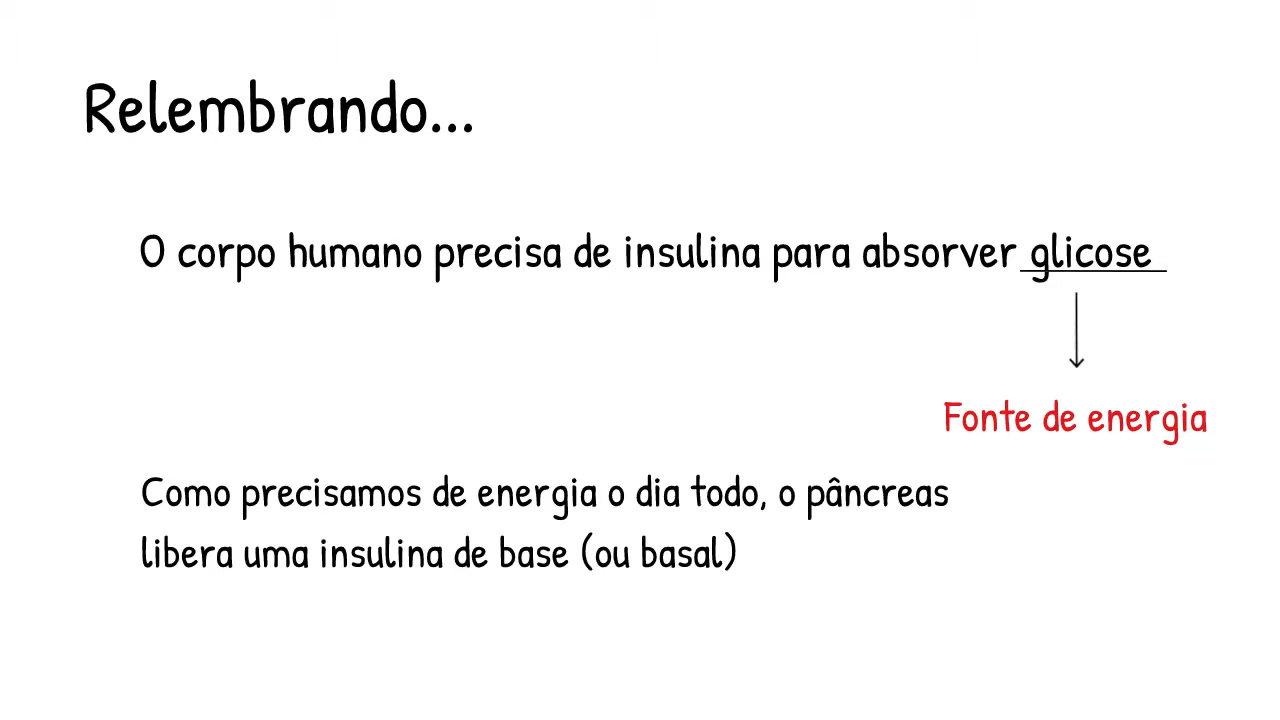 Relembrando...
O corpo humano precisa de insulina para absorver glicose
Fonte de energia
Como precisamos de energia o dia todo, o pâncreas
libera uma insulina de base (ou basal)